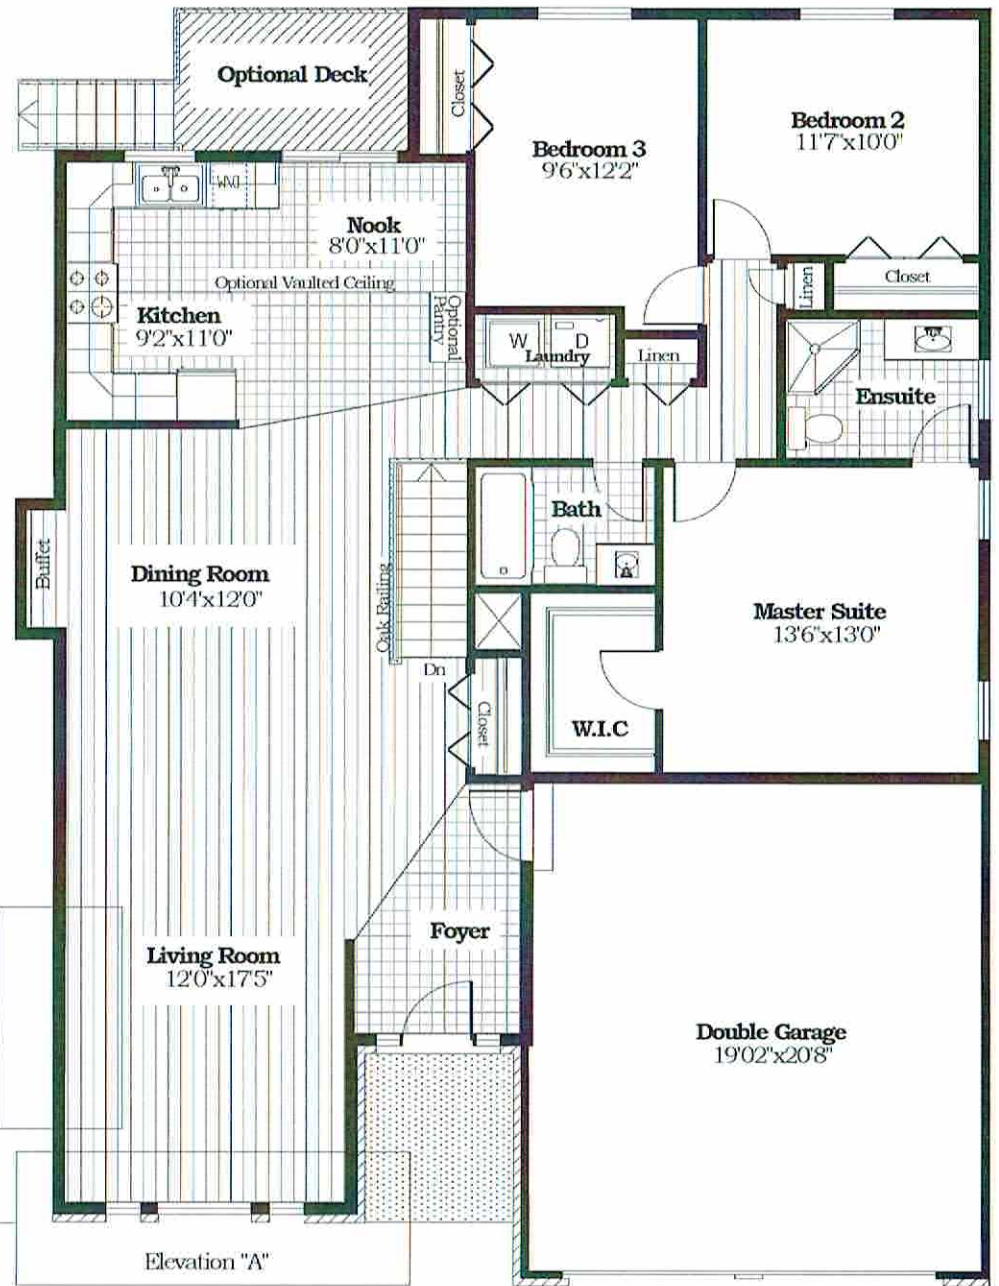 Optional Deck
Closet
Bedroom 3
9'6"x12'2"
Bedroom 2
11'7"x10'0"
DW
Nook
8'0"x11'0"
Optional Vaulted Ceiling
Kitchen
9'2"x11'0"
Optional
Pantry
Linen
Closet
W
D
Laundry
Linen
Ensuite
Bath
Buffet
Dining Room
10'4"x12'0"
Oak Railing
Dn
Master Suite
13'6"x13'0"
Closet
W.I.C
Foyer
Living Room
12'0"x17'5"
Double Garage
19'02"x20'8"
Elevation "A"